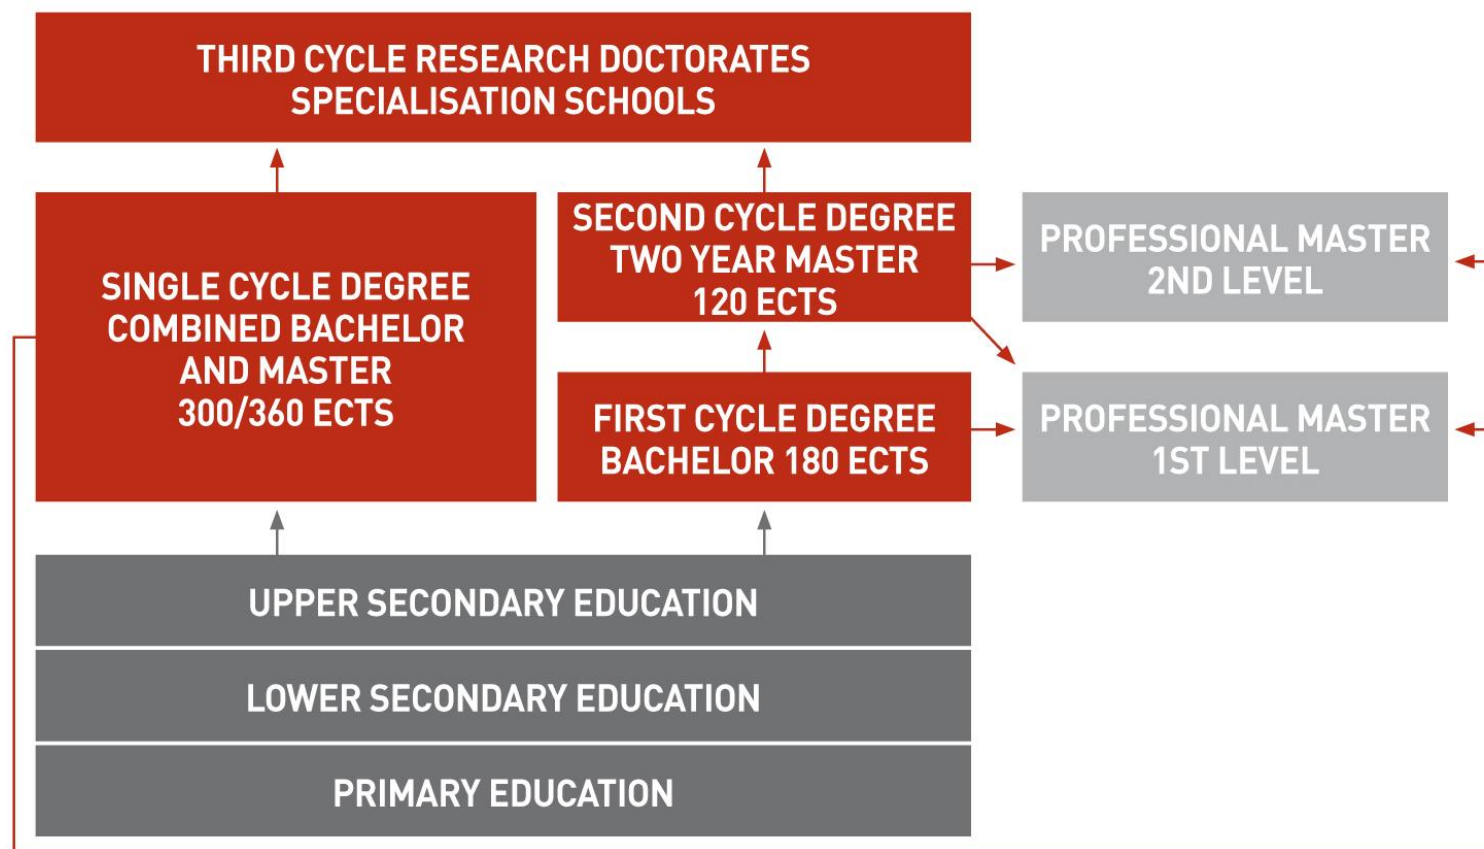 THIRD CYCLE RESEARCH DOCTORATES
SPECIALISATION SCHOOLS
SINGLE CYCLE DEGREE
COMBINED BACHELOR
AND MASTER
300/360 ECTS
SECOND CYCLE DEGREE
TWO YEAR MASTER
120 ECTS
PROFESSIONAL MASTER
2ND LEVEL
FIRST CYCLE DEGREE
BACHELOR 180 ECTS
PROFESSIONAL MASTER
1ST LEVEL
UPPER SECONDARY EDUCATION
LOWER SECONDARY EDUCATION
PRIMARY EDUCATION